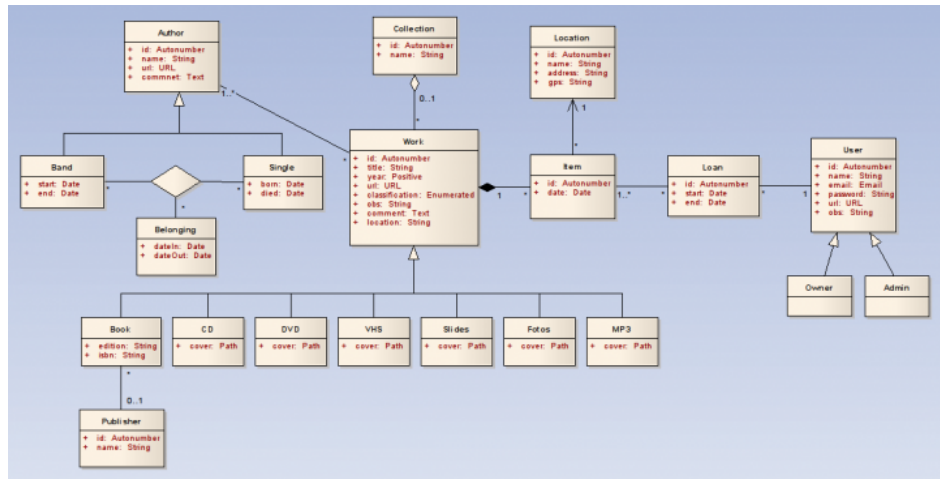 Author
+ id: Autonumber
+ name: String
+ url: URL
+ commnet: Text
Collection
+ id: Autonumber
+ name: String
Location
+ id: Autonumber
+ name: String
+ address: String
+ gps: String
1..*
*
0..1
*
1
*
Work
+ id: Autonumber
+ title: String
+ year: Positive
+ url: URL
+ classification: Enumerated
+ obs: String
+ comment: Text
+ location: String
1
*
Item
+ id: Autonumber
+ date: Date
1..*
*
Loan
+ id: Autonumber
+ start: Date
+ end: Date
*
1
User
+ id: Autonumber
+ name: String
+ email: Email
+ password: String
+ url: URL
+ obs: String
Band
+ start: Date
+ end: Date
*
*
Single
+ born: Date
+ died: Date
*
Belonging
+ dateIn: Date
+ dateOut: Date
Owner
Admin
Book
+ edition: String
+ isbn: String
CD
+ cover: Path
DVD
+ cover: Path
VHS
+ cover: Path
Slides
+ cover: Path
Fotos
+ cover: Path
MP3
+ cover: Path
*
0..1
Publisher
+ id: Autonumber
+ name: String